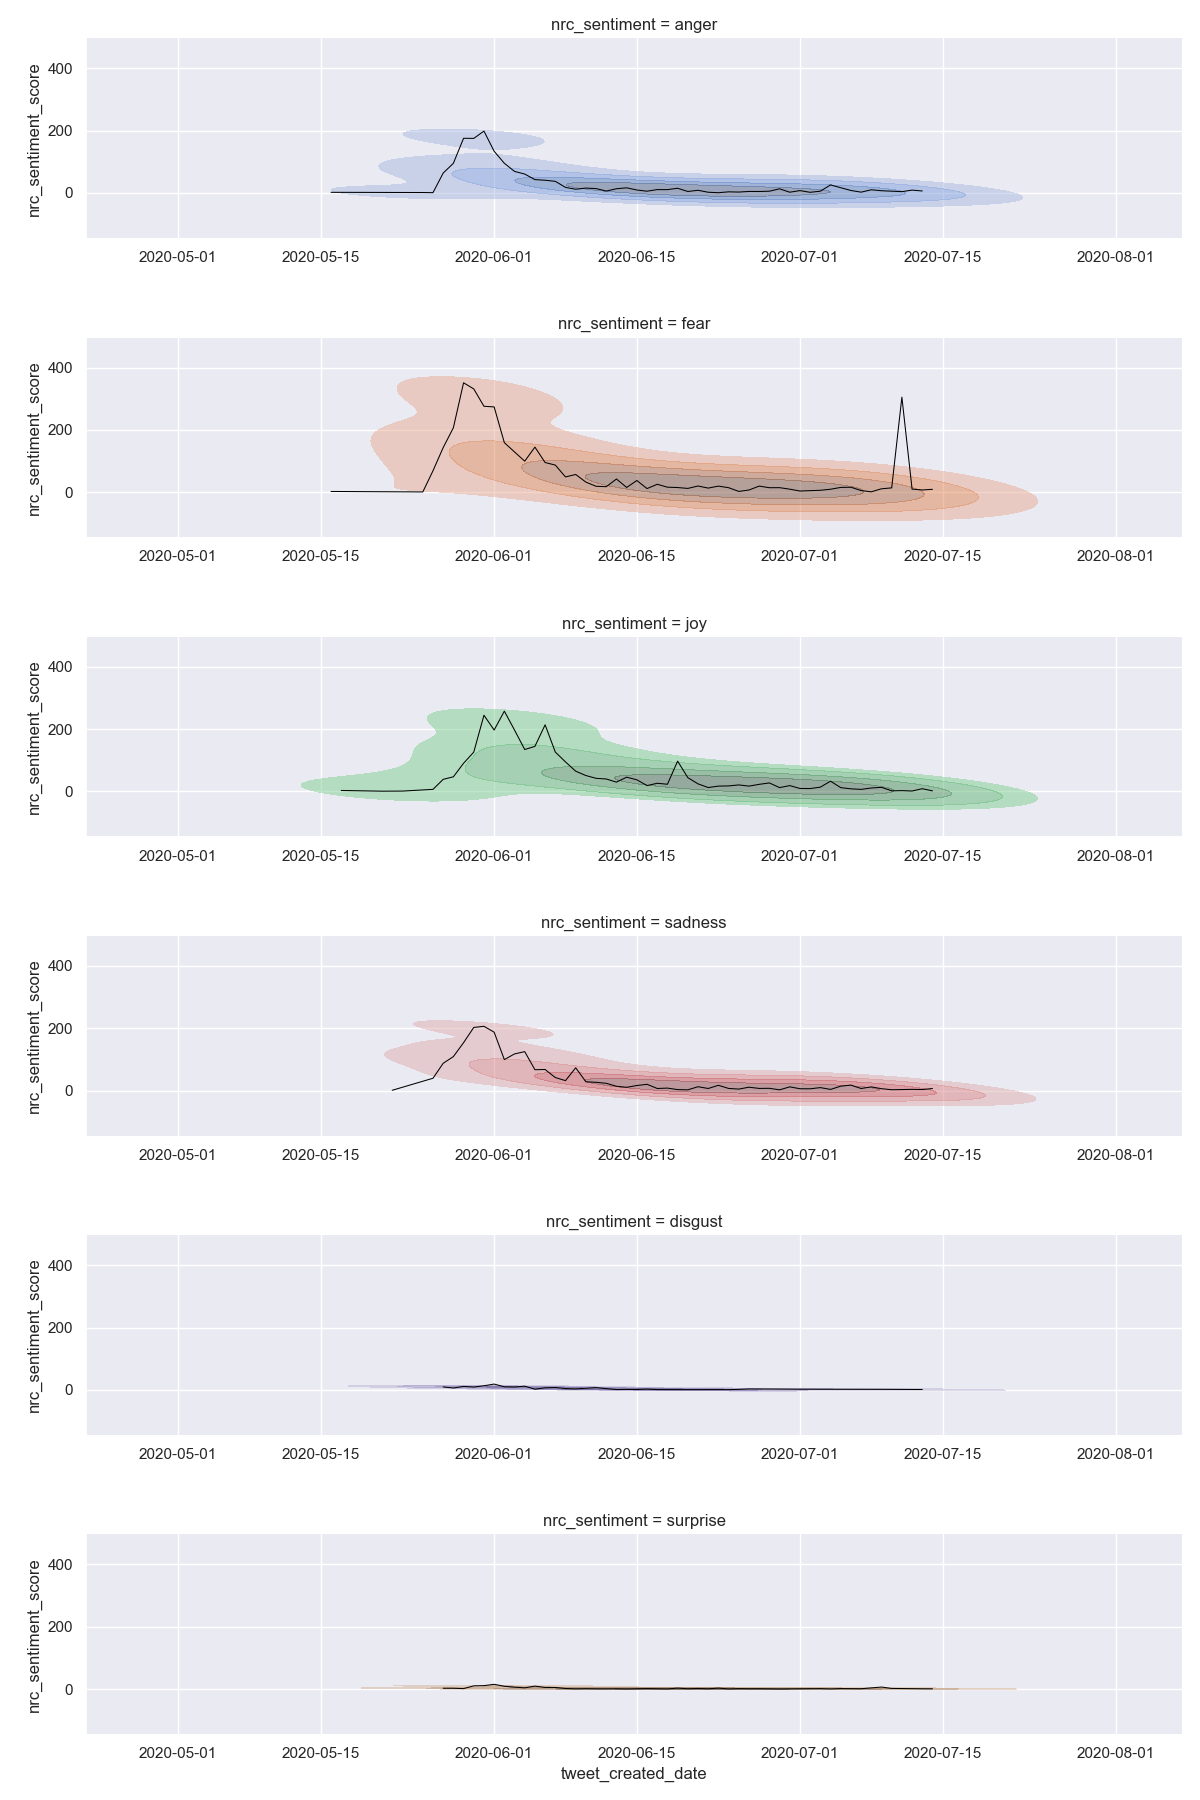 nrc_sentiment = anger
nrc_sentiment_score
400
200
0
2020-05-01 2020-05-15 2020-06-01 2020-06-15 2020-07-01 2020-07-15 2020-08-01
nrc_sentiment = fear
nrc_sentiment_score
400
200
0
2020-05-01 2020-05-15 2020-06-01 2020-06-15 2020-07-01 2020-07-15 2020-08-01
nrc_sentiment = joy
nrc_sentiment_score
400
200
0
2020-05-01 2020-05-15 2020-06-01 2020-06-15 2020-07-01 2020-07-15 2020-08-01
nrc_sentiment = sadness
nrc_sentiment_score
400
200
0
2020-05-01 2020-05-15 2020-06-01 2020-06-15 2020-07-01 2020-07-15 2020-08-01
nrc_sentiment = disgust
nrc_sentiment_score
400
200
0
2020-05-01 2020-05-15 2020-06-01 2020-06-15 2020-07-01 2020-07-15 2020-08-01
nrc_sentiment = surprise
nrc_sentiment_score
400
200
0
2020-05-01 2020-05-15 2020-06-01 2020-06-15 2020-07-01 2020-07-15 2020-08-01
tweet_created_date